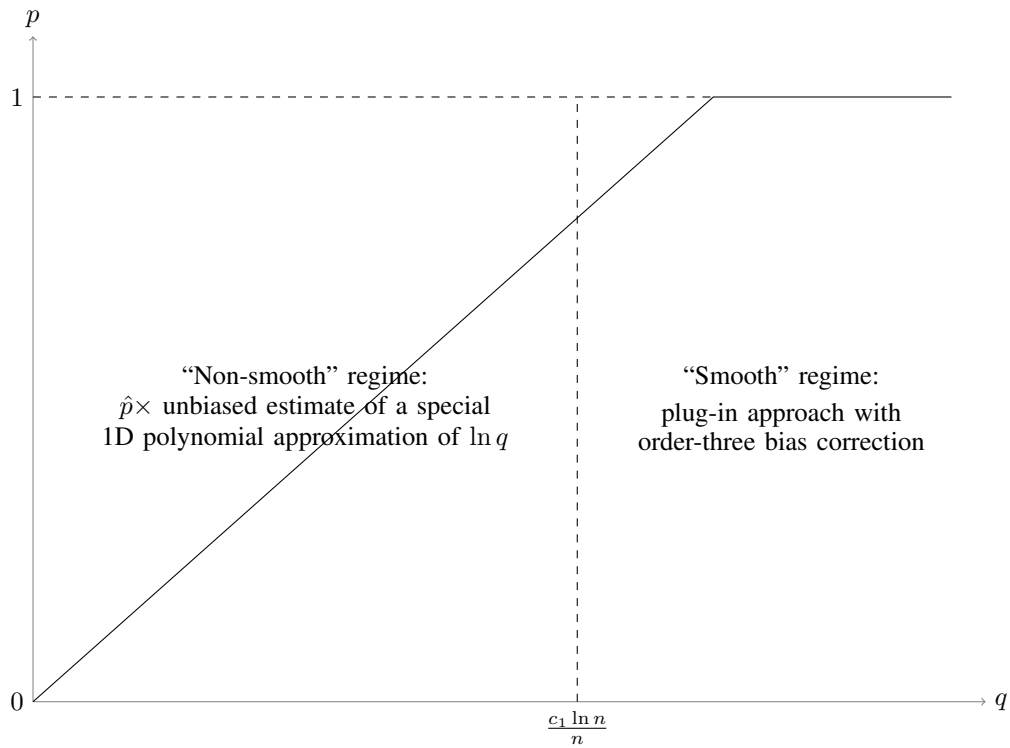 p
1
“Non-smooth” regime:
p̂× unbiased estimate of a special
1D polynomial approximation of ln q
“Smooth” regime:
plug-in approach with
order-three bias correction
0
c₁ ln n
n
q